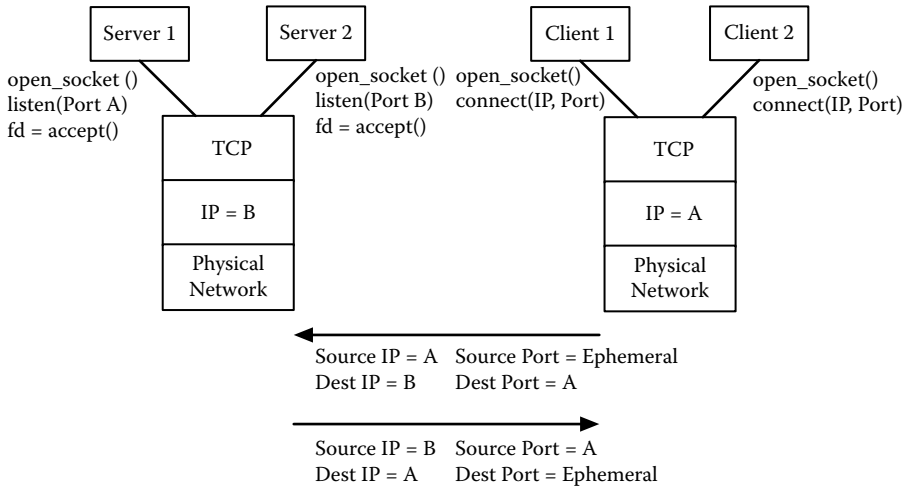 Server 1
Server 2
Client 1
Client 2
open_socket ()
listen(Port A)
fd = accept()
open_socket ()
listen(Port B)
fd = accept()
open_socket()
connect(IP, Port)
open_socket()
connect(IP, Port)
TCP
IP = B
Physical
Network
TCP
IP = A
Physical
Network
Source IP = A Source Port = Ephemeral
Dest IP = B Dest Port = A
Source IP = B Source Port = A
Dest IP = A Dest Port = Ephemeral